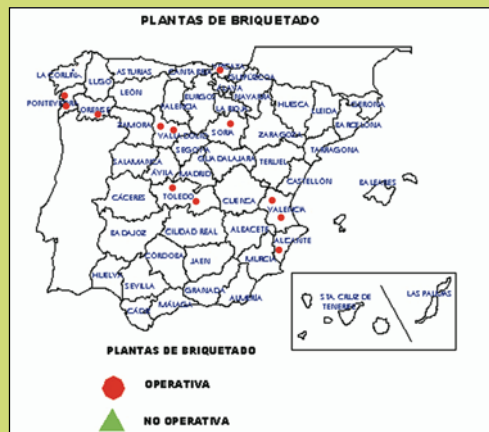 PLANTAS DE BRIQUETADO
LA CORUÑA
LUGO
ASTURIAS
CANTABRIA
VIZCAYA
GUIPÚZCOA
ÁLAVA
NAVARRA
PONTEVEDRA
ORENSE
LEÓN
PALENCIA
BURGOS
LA RIOJA
HUESCA
LLEIDA
GERONA
BARCELONA
ZAMORA
VALLADOLID
SORIA
ZARAGOZA
TARRAGONA
SEGOVIA
SALAMANCA
GUADALAJARA
TERUEL
ÁVILA
MADRID
CASTELLÓN
BALEARES
CÁCERES
TOLEDO
CUENCA
VALENCIA
BADAJOZ
CIUDAD REAL
ALBACETE
ALICANTE
CÓRDOBA
JAEN
MURCIA
HUELVA
SEVILLA
GRANADA
ALMERÍA
MÁLAGA
CÁDIZ
STA. CRUZ DE
TENERIFE
LAS PALMAS
PLANTAS DE BRIQUETADO
OPERATIVA
NO OPERATIVA